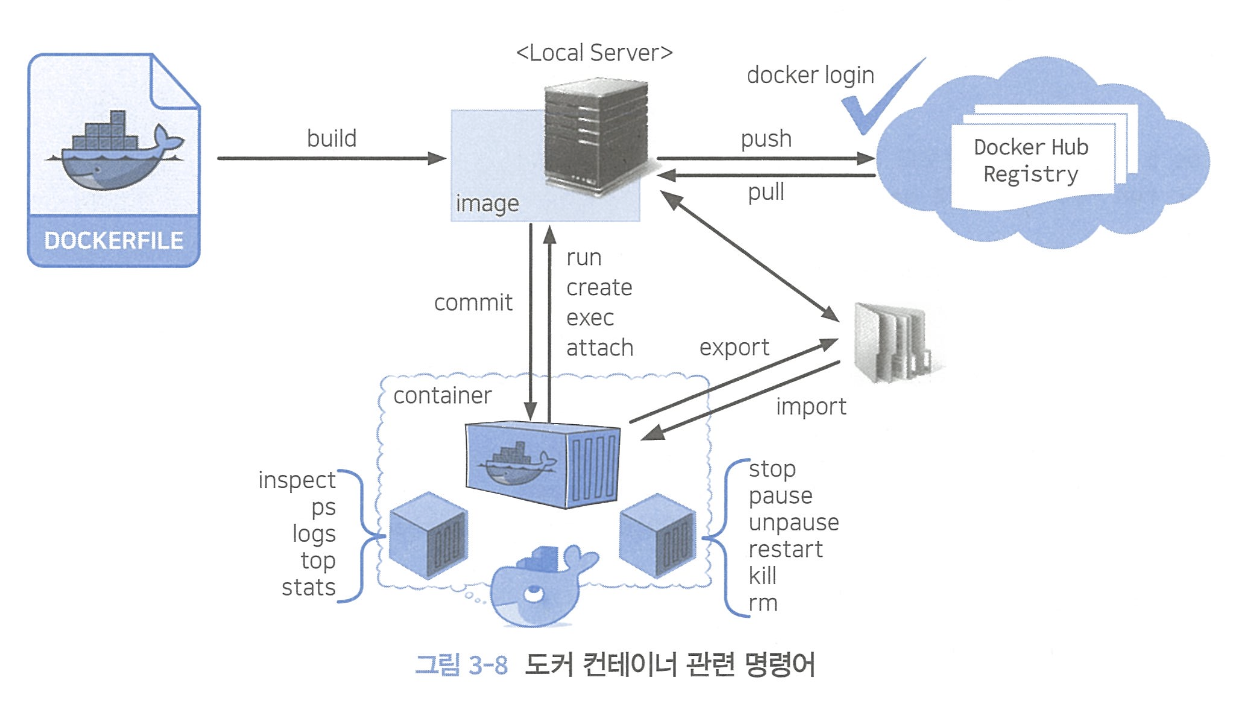 <Local Server>
docker login
build
push
Docker Hub
Registry
pull
image
DOCKERFILE
commit
run
create
exec
attach
export
import
container
inspect
ps
logs
top
stats
stop
pause
unpause
restart
kill
rm
그림 3-8 도커 컨테이너 관련 명령어